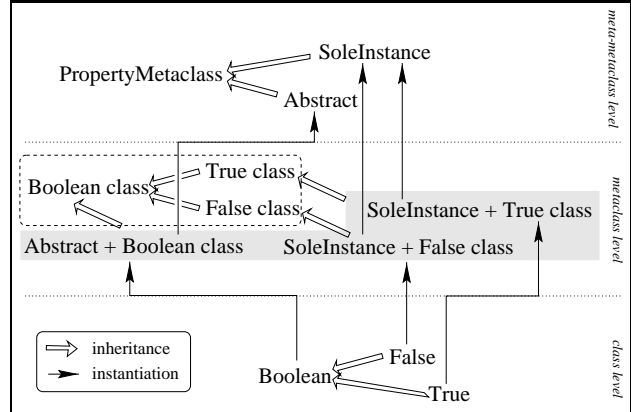 meta-metaclass level
SoleInstance
PropertyMetaclass
Abstract
metaclass level
True class
Boolean class
False class
SoleInstance + True class
Abstract + Boolean class
SoleInstance + False class
class level
inheritance
instantiation
False
Boolean
True